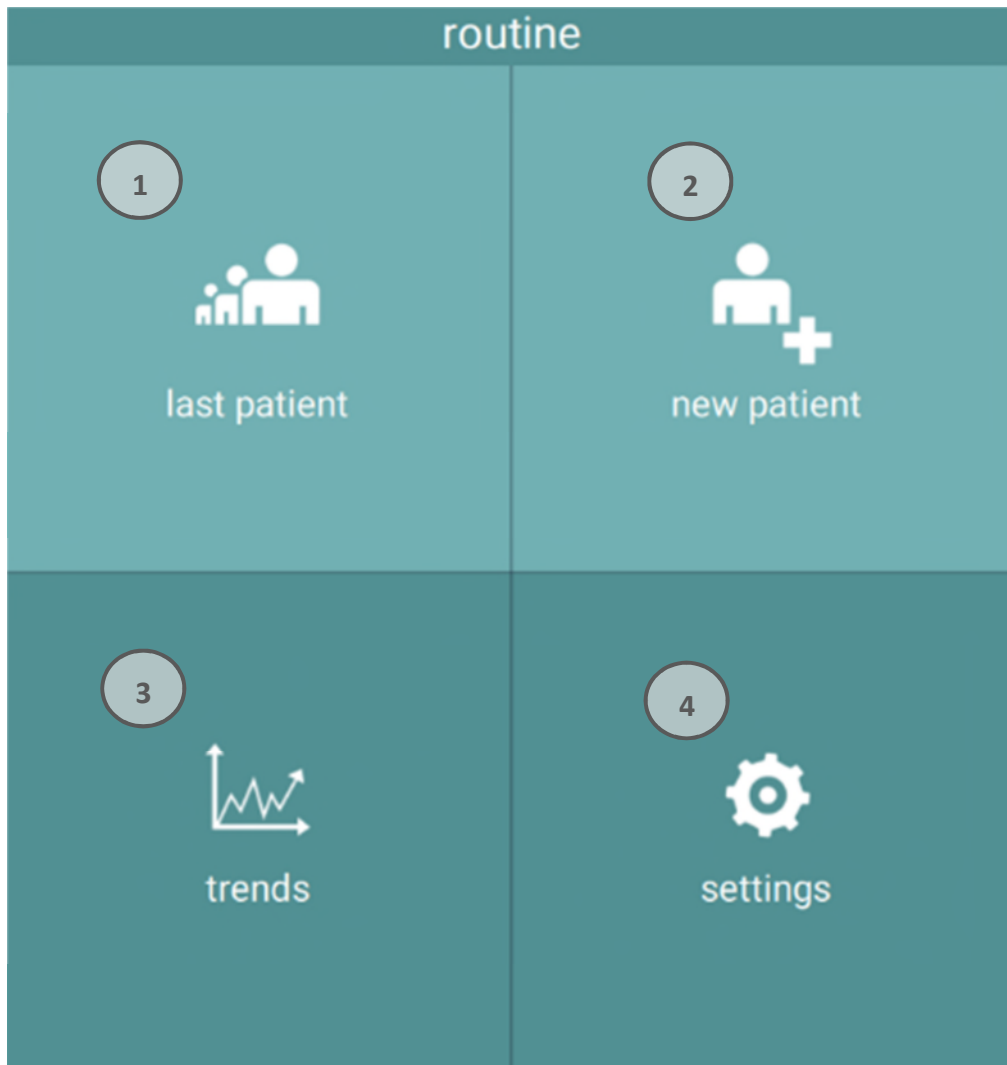 routine
1
2
last patient
new patient
3
4
trends
settings